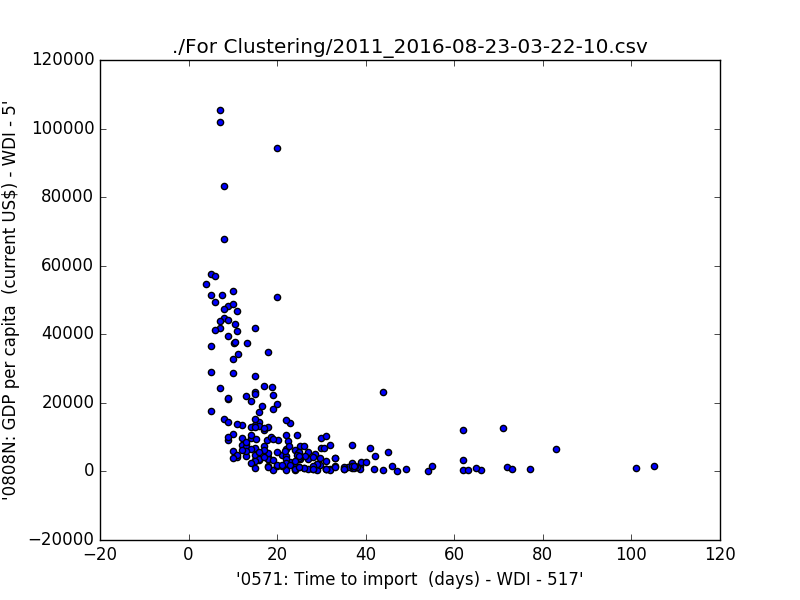 ./For Clustering/2011_2016-08-23-03-22-10.csv
120000
100000
80000
60000
40000
20000
0
−20000
'0808N: GDP per capita  (current US$) - WDI - 5'
−20 0 20 40 60 80 100 120
'0571: Time to import  (days) - WDI - 517'